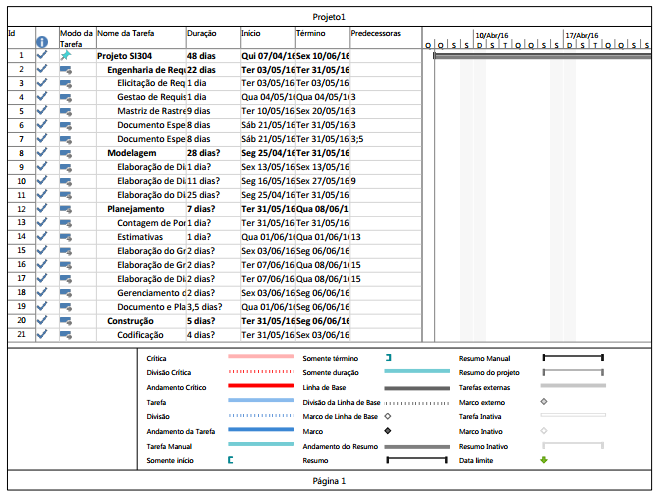 Projeto1
Id Modo da Tarefa Nome da Tarefa Duração Início Término Predecessoras 10/Abr/16 17/Abr/16
Q Q S S D S T Q Q S S D S T Q Q S S
1 Projeto SI304 48 dias Qui 07/04/16 Sex 10/06/16
2 Engenharia de Requ 22 dias Ter 03/05/16 Ter 31/05/16
3 Elicitação de Req 1 dia Ter 03/05/16 Ter 03/05/16
4 Gestao de Requis 1 dia Qua 04/05/16 Qua 04/05/16 3
5 Mastriz de Rastre 9 dias Ter 10/05/16 Sex 20/05/16 3
6 Documento Espe 8 dias Sáb 21/05/16 Ter 31/05/16 3
7 Documento Espe 8 dias Sáb 21/05/16 Ter 31/05/16 3;5
8 Modelagem 28 dias? Seg 25/04/16 Ter 31/05/16
9 Elaboração de Di 1 dia? Sex 13/05/16 Sex 13/05/16
10 Elaboração de Di 11 dias? Seg 16/05/16 Sex 27/05/16 9
11 Elaboração do Di 25 dias? Seg 25/04/16 Ter 31/05/16
12 Planejamento 7 dias? Ter 31/05/16 Qua 08/06/1
13 Contagem de Por 1 dia? Ter 31/05/16 Ter 31/05/16
14 Estimativas 1 dia? Qua 01/06/16 Qua 01/06/16 13
15 Elaboração do Gr 2 dias? Sex 03/06/16 Seg 06/06/16
16 Elaboração de Gr 2 dias? Ter 07/06/16 Qua 08/06/16 15
17 Elaboração de Di 2 dias? Ter 07/06/16 Qua 08/06/16 15
18 Gerenciamento d 2 dias? Sex 03/06/16 Seg 06/06/16
19 Documento e Pla 3,5 dias? Qua 01/06/16 Seg 06/06/16
20 Construção 5 dias? Ter 31/05/16 Seg 06/06/16
21 Codificação 4 dias? Ter 31/05/16 Sex 03/06/16
Crítica Somente término Resumo Manual
Divisão Crítica Somente duração Resumo do projeto
Andamento Crítico Linha de Base Tarefas externas
Tarefa Divisão da Linha de Base Marco externo
Divisão Marco de Linha de Base Tarefa Inativa
Andamento da Tarefa Marco Marco Inativo
Tarefa Manual Andamento do Resumo Resumo Inativo
Somente início Resumo Data limite
Página 1